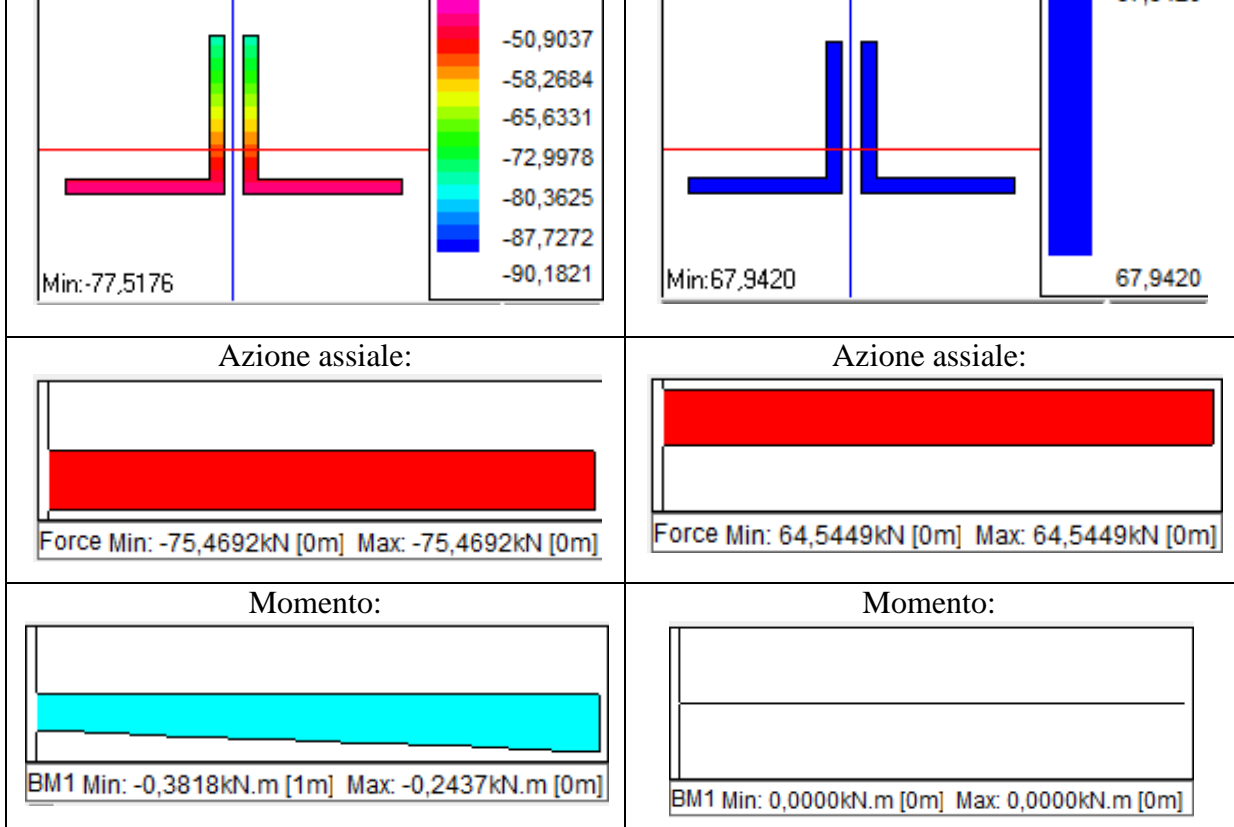 -50,9037
-58,2684
-65,6331
-72,9978
-80,3625
-87,7272
-90,1821
Min:-77,5176
Min:67,9420
67,9420
Azione assiale:
Azione assiale:
Force Min: -75,4692kN [0m] Max: -75,4692kN [0m]
Force Min: 64,5449kN [0m] Max: 64,5449kN [0m]
Momento:
Momento:
BM1 Min: -0,3818kN.m [1m] Max: -0,2437kN.m [0m]
BM1 Min: 0,0000kN.m [0m] Max: 0,0000kN.m [0m]